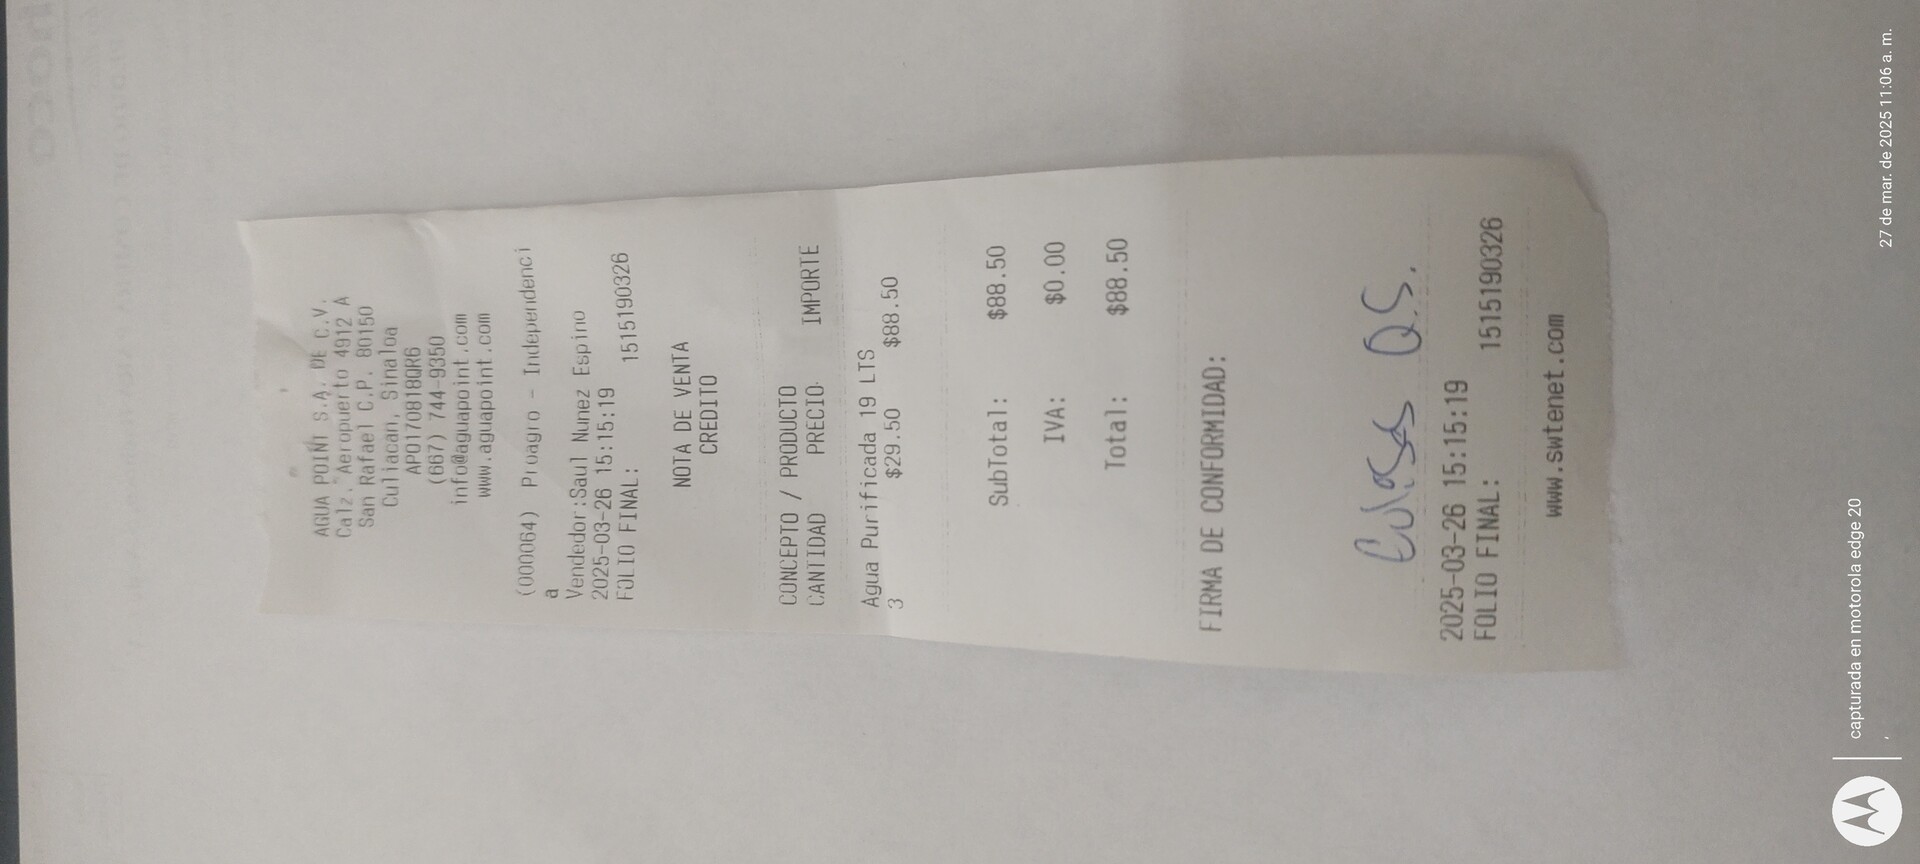 AGUA POINT S.A. DE C.V.
Calz. Aeropuerto 4912 A
San Rafael C.P. 80150
Culiacan, Sinaloa
APO170818QR6
(667) 744-9350
info@aguapoint.com
www.aguapoint.com
(000064) Proagro - Independenci
a
Vendedor:Saul Nunez Espino
2025-03-26 15:15:19
FOLIO FINAL: 1515190326
NOTA DE VENTA
CREDITO
CONCEPTO / PRODUCTO
CANTIDAD PRECIO IMPORTE
Agua Purificada 19 LTS
3 $29.50 $88.50
SubTotal: $88.50
IVA: $0.00
Total: $88.50
FIRMA DE CONFORMIDAD:
2025-03-26 15:15:19
FOLIO FINAL: 1515190326
www.swtenet.com
capturada en motorola edge 20
27 de mar. de 2025 11:06 a. m.